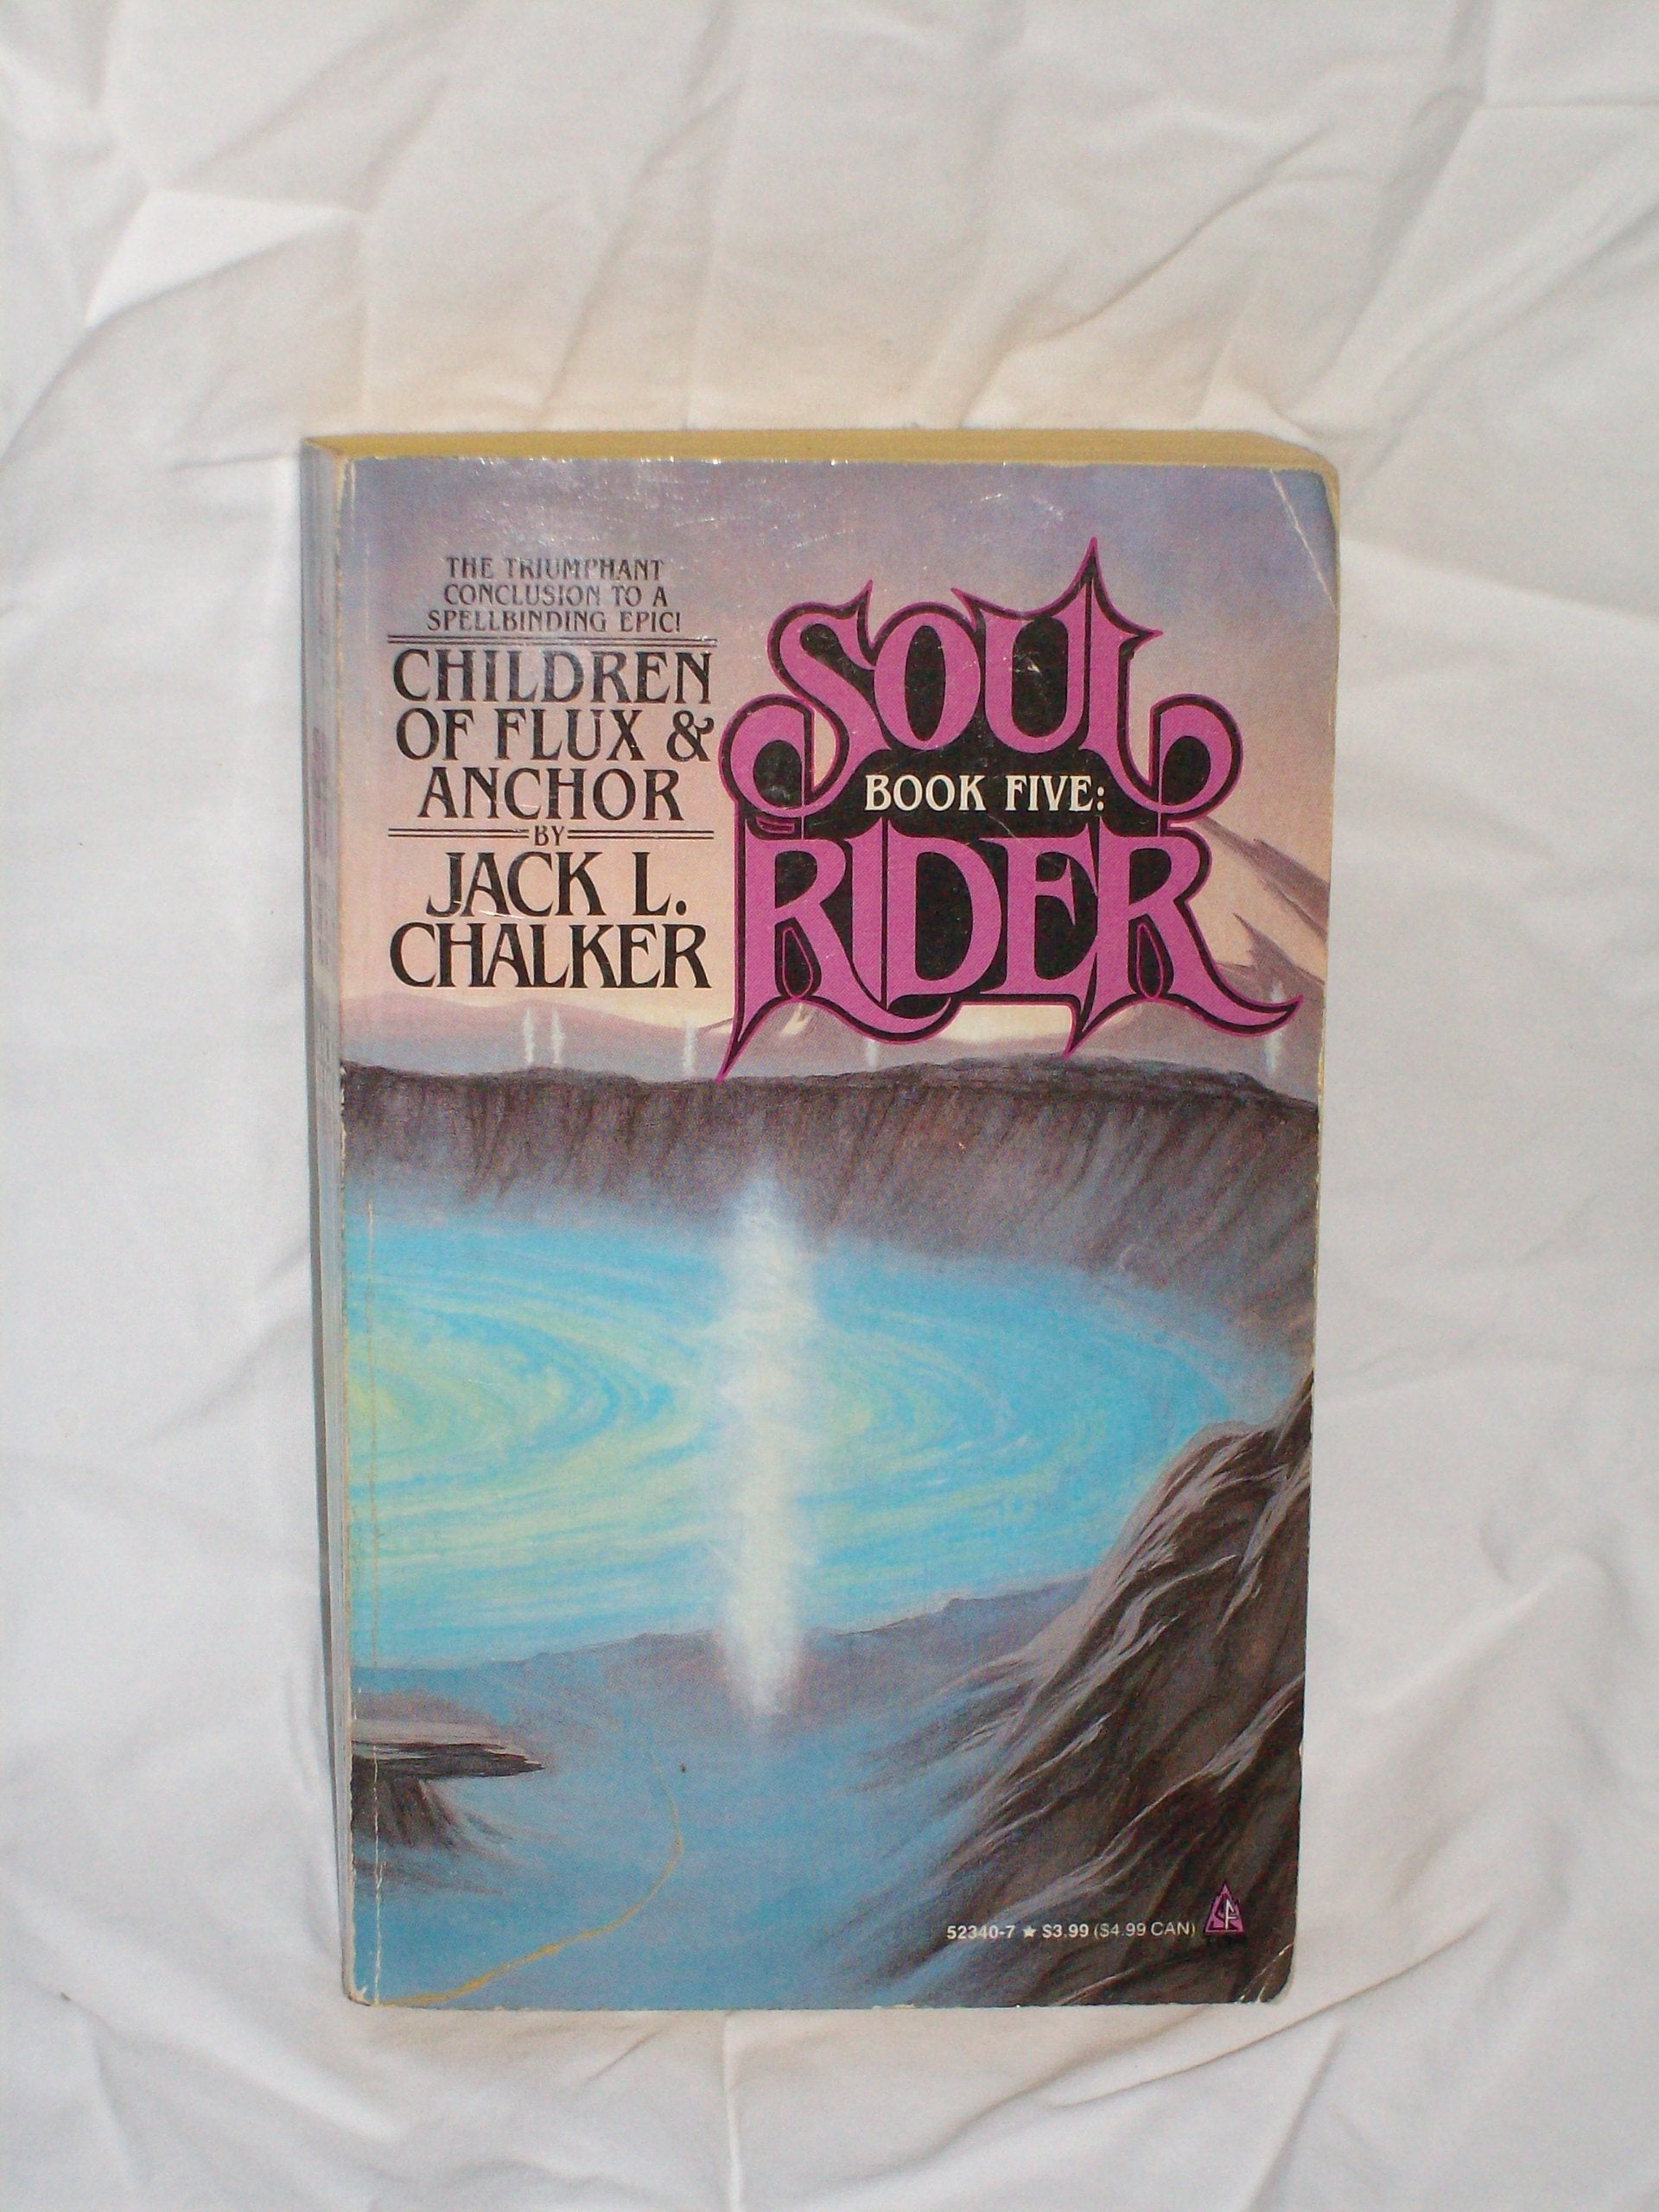 THE TRIUMPHANT
CONCLUSION TO A
SPELLBINDING EPIC!
CHILDREN
OF FLUX &
ANCHOR
BY
JACK L.
CHALKER
SOUL
BOOK FIVE:
RIDER
52340-7 ★ $3.99 ($4.99 CAN)
SF